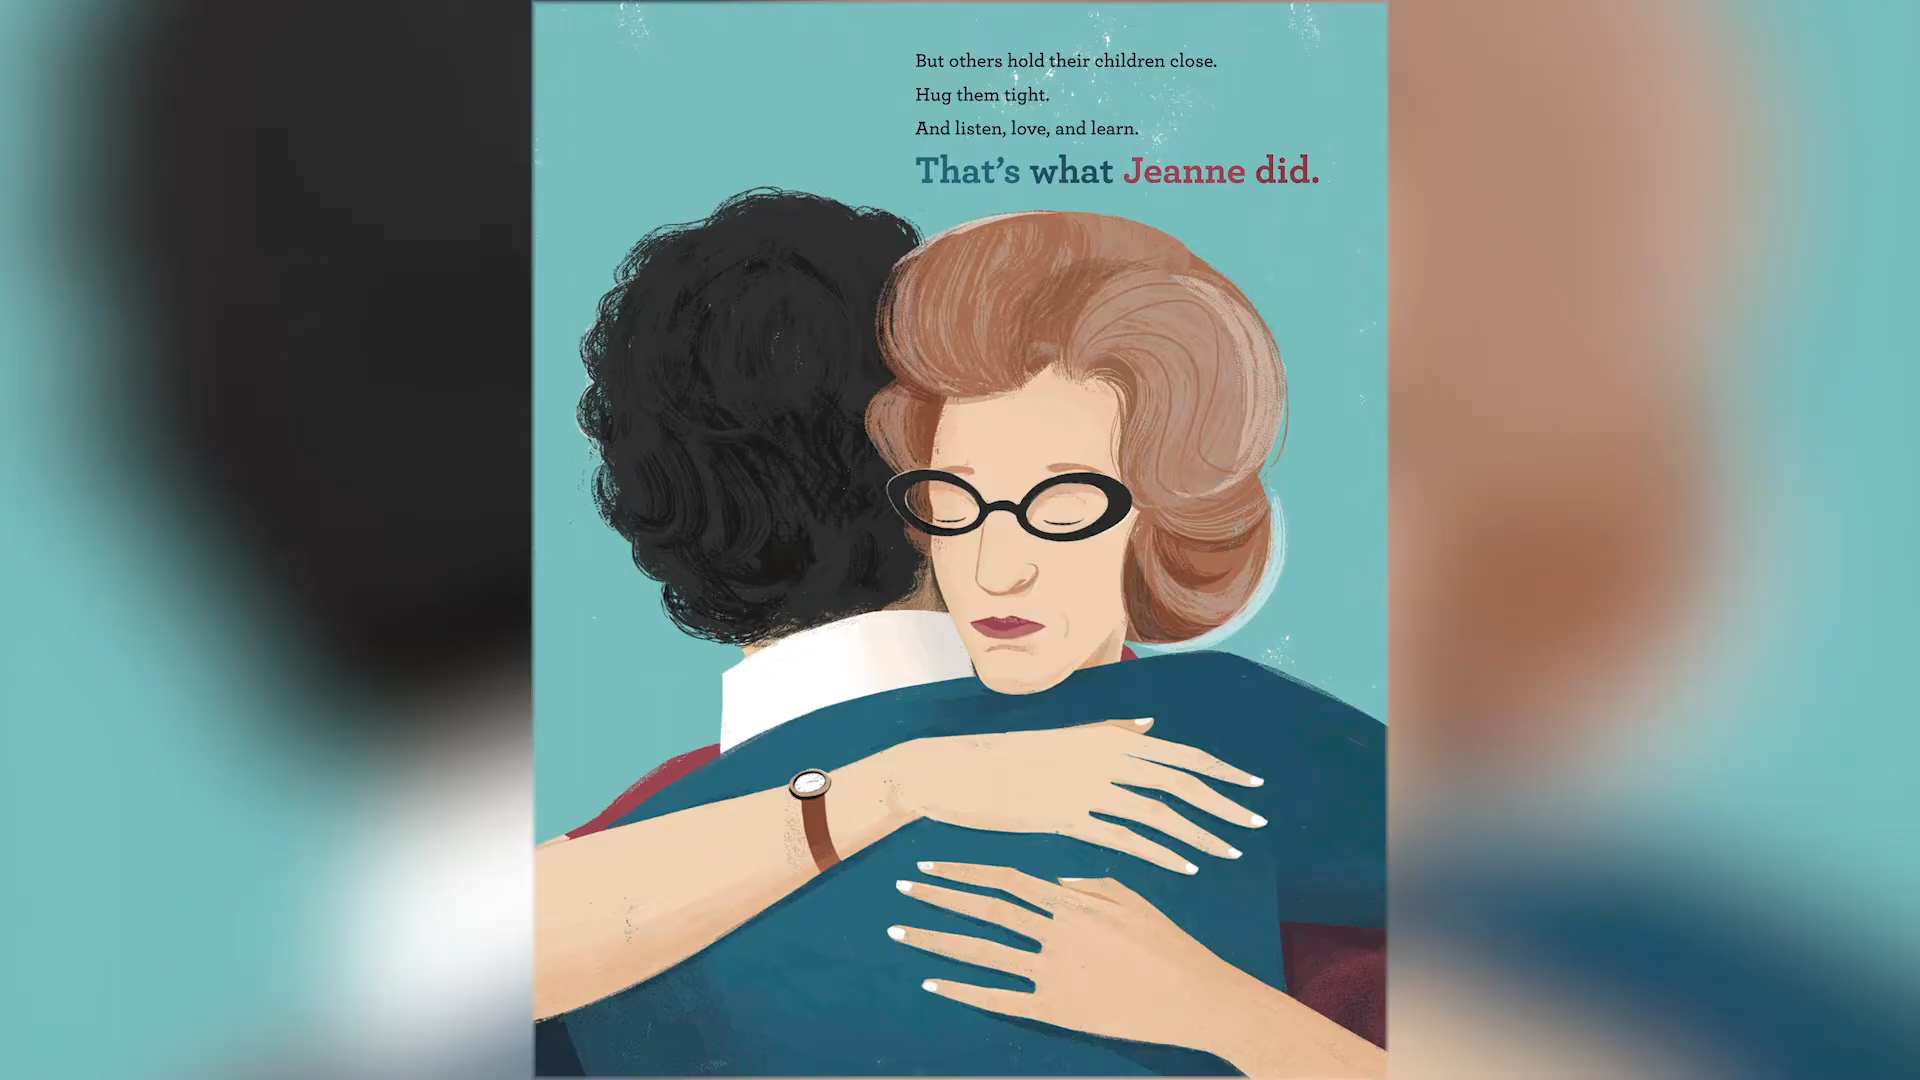 But others hold their children close.
Hug them tight.
And listen, love, and learn.
That’s what Jeanne did.